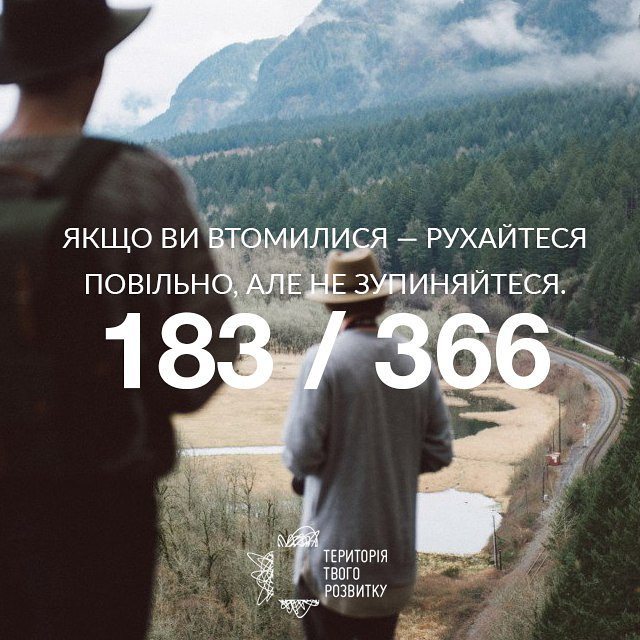 ЯКЩО ВИ ВТОМИЛИСЯ — РУХАЙТЕСЯ
ПОВІЛЬНО, АЛЕ НЕ ЗУПИНЯЙТЕСЯ.
183 / 366
ТЕРИТОРІЯ
ТВОГО
РОЗВИТКУ